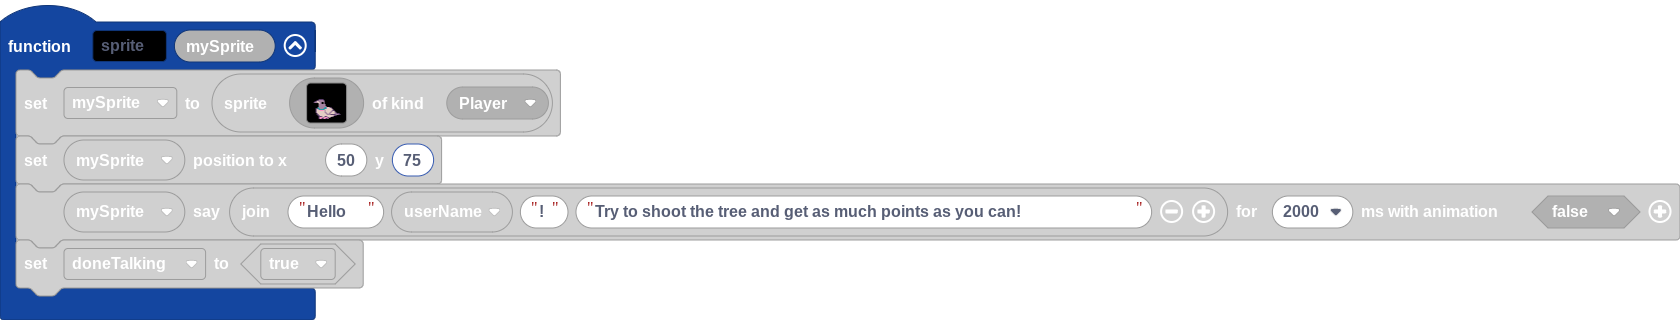 function sprite mySprite
set mySprite to sprite of kind Player
set mySprite position to x 50 y 75
mySprite say join "Hello " userName "! " "Try to shoot the tree and get as much points as you can! " for 2000 ms with animation false
set doneTalking to true